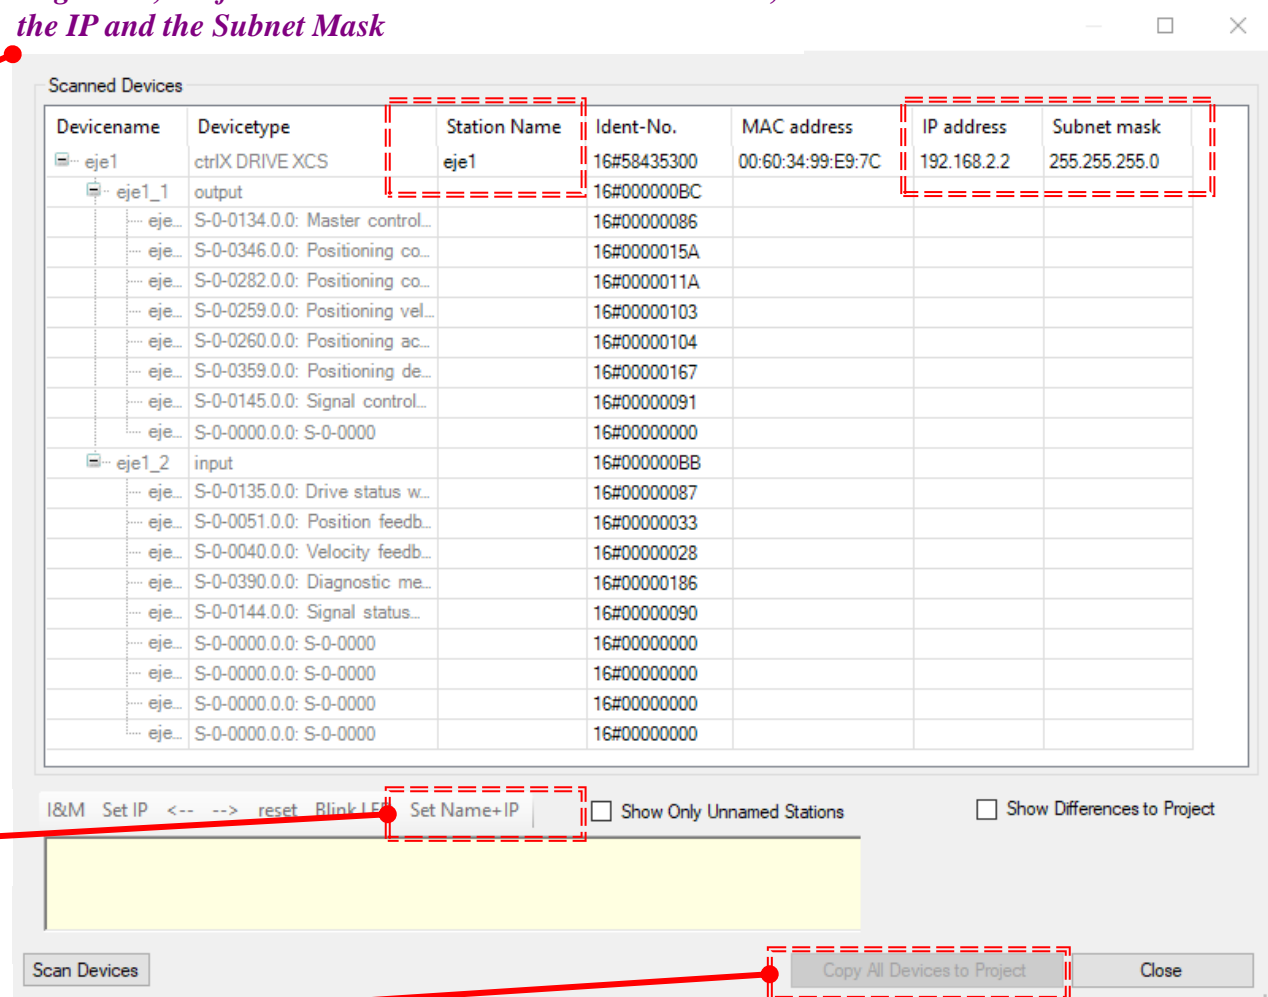 the IP and the Subnet Mask
Scanned Devices
Devicename Devicetype Station Name Ident-No. MAC address IP address Subnet mask
eje1 ctrlX DRIVE XCS eje1 16#58435300 00:60:34:99:E9:7C 192.168.2.2 255.255.255.0
eje1_1 output 16#000000BC
eje... S-0-0134.0.0: Master control... 16#00000086
eje... S-0-0346.0.0: Positioning co... 16#0000015A
eje... S-0-0282.0.0: Positioning co... 16#0000011A
eje... S-0-0259.0.0: Positioning vel... 16#00000103
eje... S-0-0260.0.0: Positioning ac... 16#00000104
eje... S-0-0359.0.0: Positioning de... 16#00000167
eje... S-0-0145.0.0: Signal control... 16#00000091
eje... S-0-0000.0.0: S-0-0000 16#00000000
eje1_2 input 16#000000BB
eje... S-0-0135.0.0: Drive status w... 16#00000087
eje... S-0-0051.0.0: Position feedb... 16#00000033
eje... S-0-0040.0.0: Velocity feedb... 16#00000028
eje... S-0-0390.0.0: Diagnostic me... 16#00000186
eje... S-0-0144.0.0: Signal status... 16#00000090
eje... S-0-0000.0.0: S-0-0000 16#00000000
eje... S-0-0000.0.0: S-0-0000 16#00000000
eje... S-0-0000.0.0: S-0-0000 16#00000000
eje... S-0-0000.0.0: S-0-0000 16#00000000
I&M Set IP <-- --> reset Blink LED Set Name+IP Show Only Unnamed Stations Show Differences to Project
Scan Devices Copy All Devices to Project Close